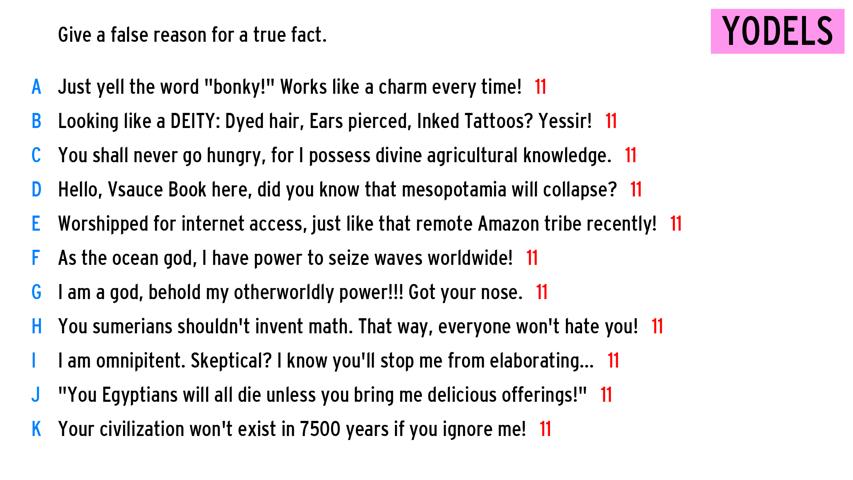 Give a false reason for a true fact.
YODELS
A Just yell the word "bonky!" Works like a charm every time! 11
B Looking like a DEITY: Dyed hair, Ears pierced, Inked Tattoos? Yessir! 11
C You shall never go hungry, for I possess divine agricultural knowledge. 11
D Hello, Vsauce Book here, did you know that mesopotamia will collapse? 11
E Worshipped for internet access, just like that remote Amazon tribe recently! 11
F As the ocean god, I have power to seize waves worldwide! 11
G I am a god, behold my otherworldly power!!! Got your nose. 11
H You sumerians shouldn't invent math. That way, everyone won't hate you! 11
I I am omnipitent. Skeptical? I know you'll stop me from elaborating... 11
J "You Egyptians will all die unless you bring me delicious offerings!" 11
K Your civilization won't exist in 7500 years if you ignore me! 11